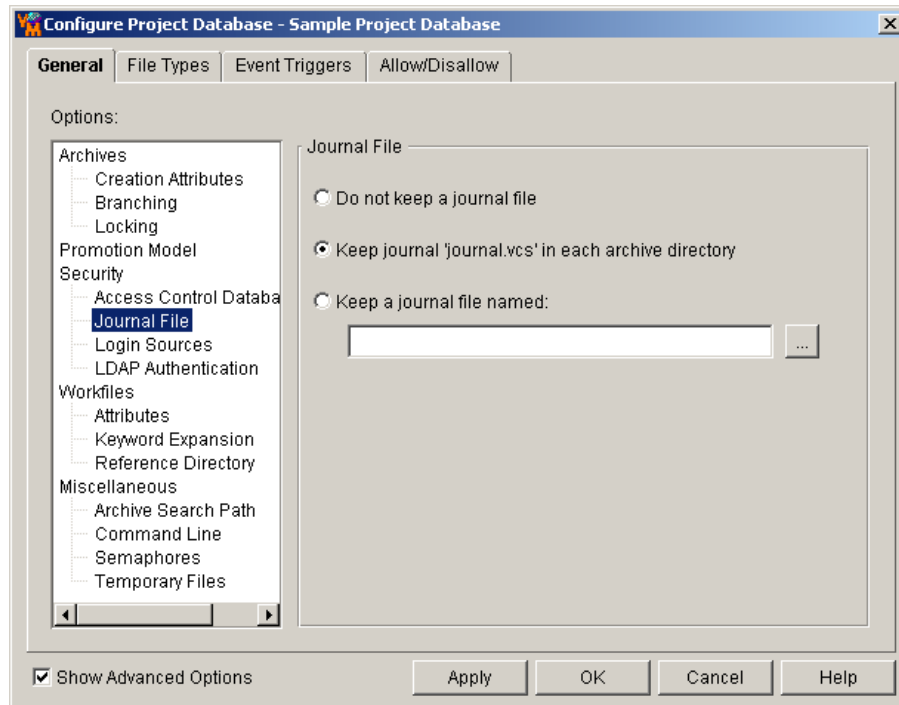 Configure Project Database - Sample Project Database
General File Types Event Triggers Allow/Disallow
Options:
Archives
Creation Attributes
Branching
Locking
Promotion Model
Security
Access Control Databa
Journal File
Login Sources
LDAP Authentication
Workfiles
Attributes
Keyword Expansion
Reference Directory
Miscellaneous
Archive Search Path
Command Line
Semaphores
Temporary Files
Journal File
Do not keep a journal file
Keep journal 'journal.vcs' in each archive directory
Keep a journal file named:
...
Show Advanced Options
Apply OK Cancel Help